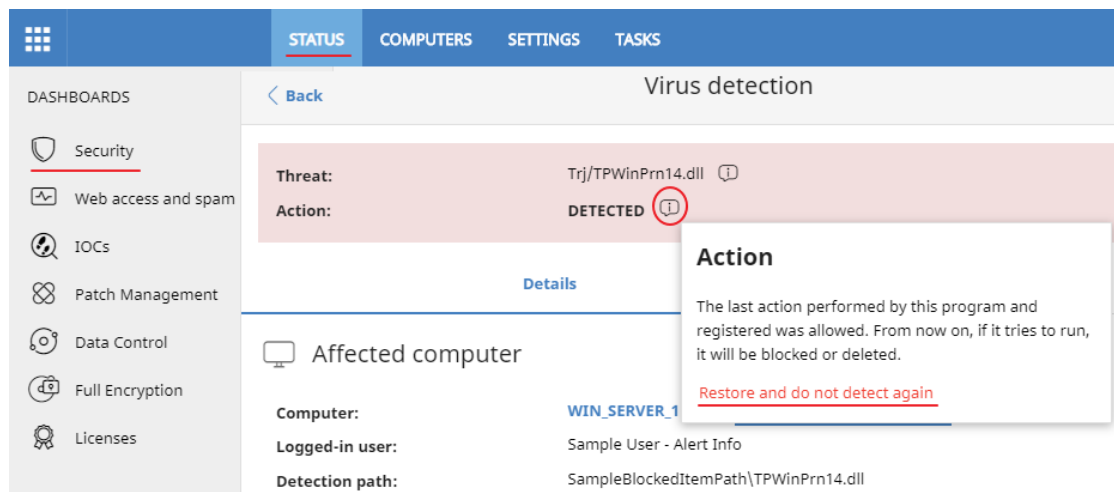 STATUS COMPUTERS SETTINGS TASKS
DASHBOARDS
Security
Web access and spam
IOCs
Patch Management
Data Control
Full Encryption
Licenses
Back
Virus detection
Threat: Trj/TPWinPrn14.dll
Action: DETECTED
Details
Action
The last action performed by this program and
registered was allowed. From now on, if it tries to run,
it will be blocked or deleted.
Restore and do not detect again
Affected computer
Computer: WIN_SERVER_1
Logged-in user: Sample User - Alert Info
Detection path: SampleBlockedItemPath\TPWinPrn14.dll